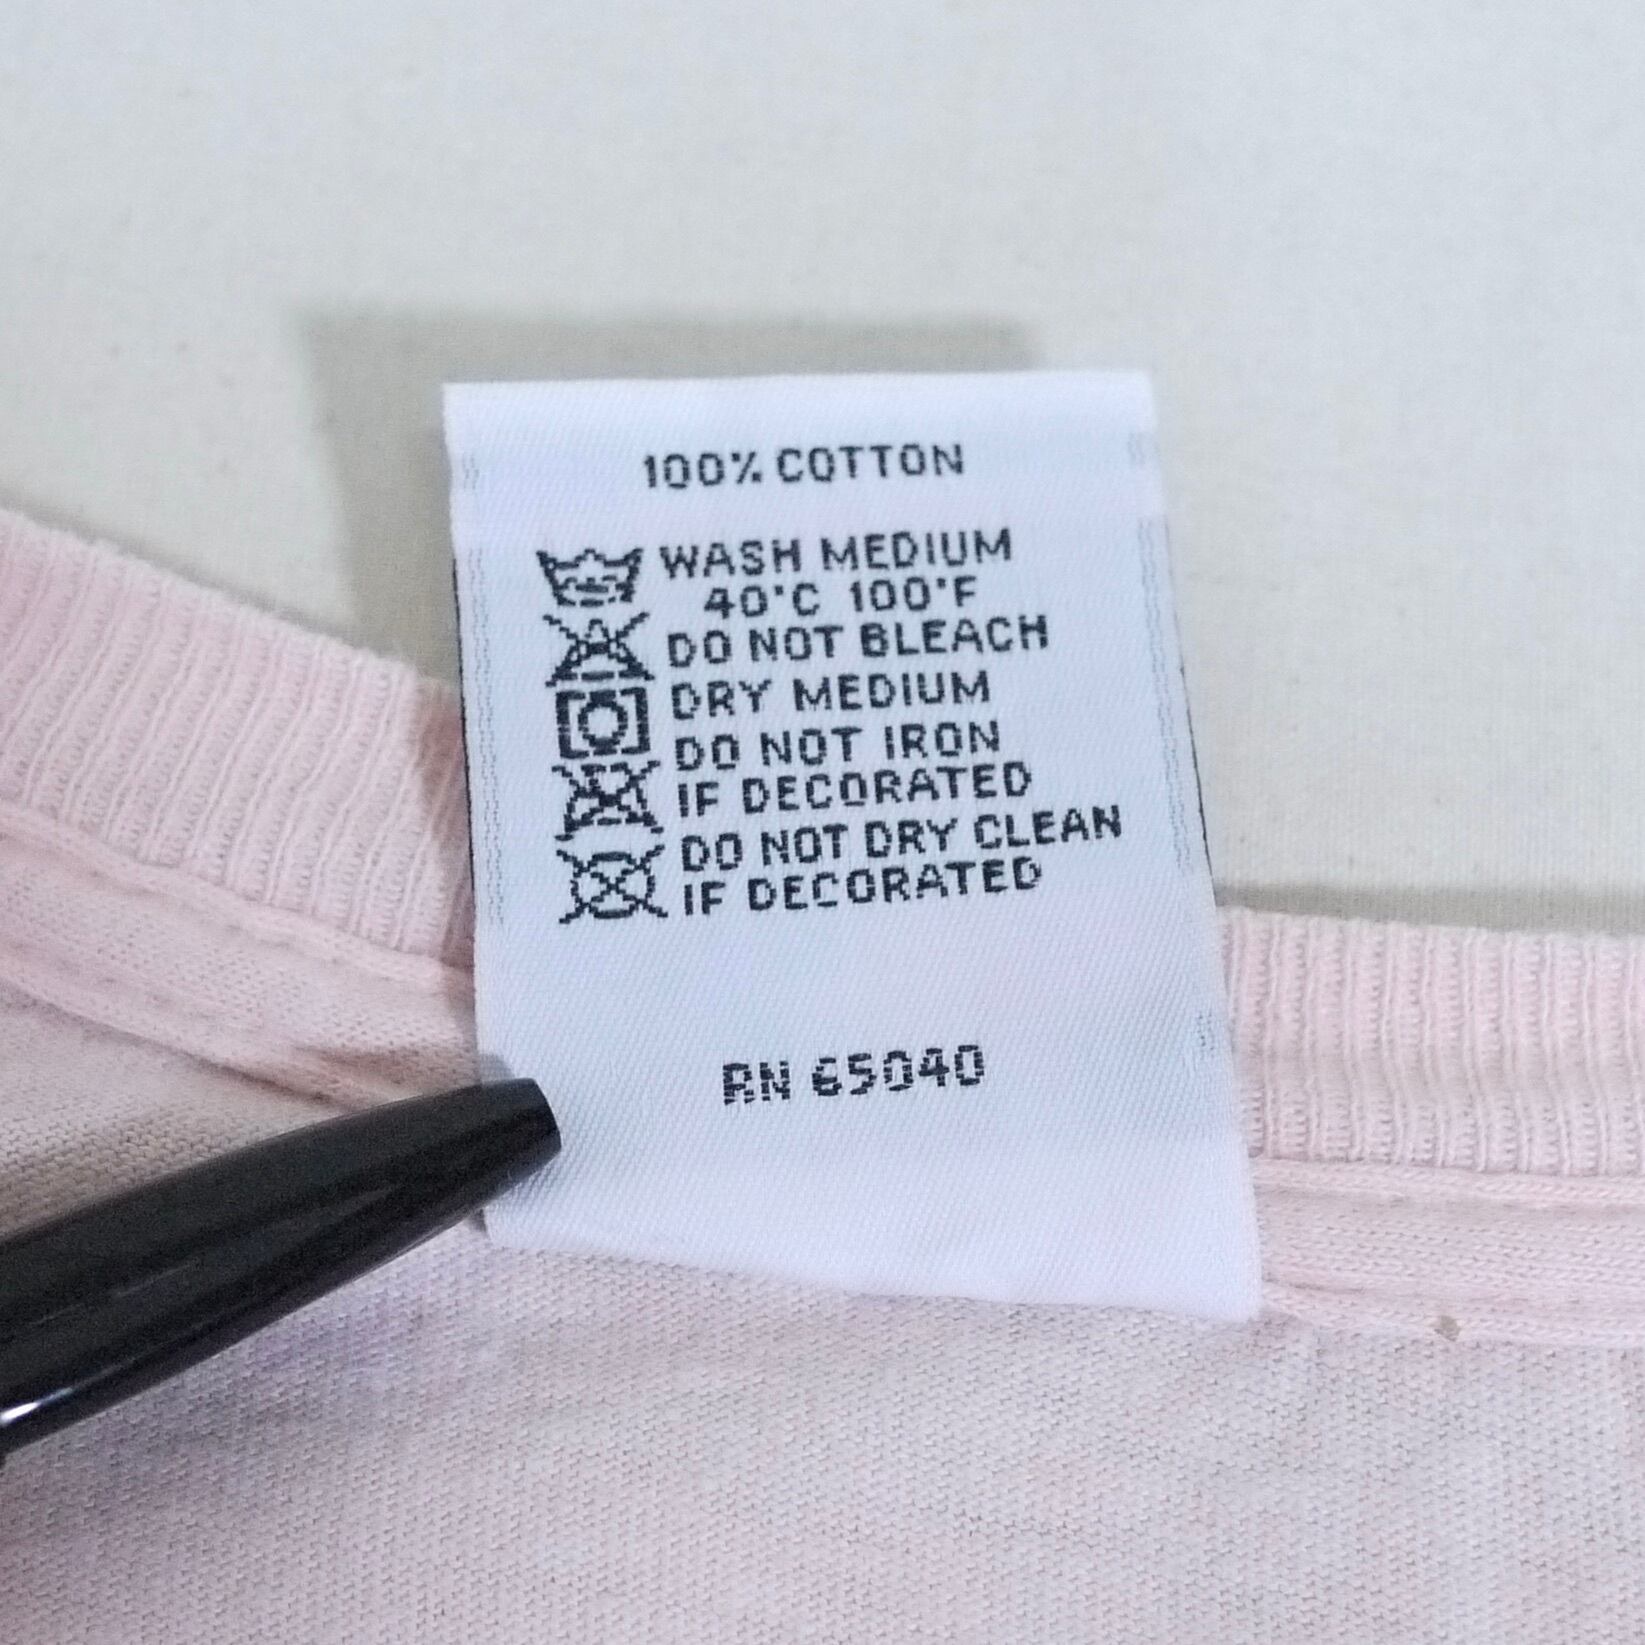 100% COTTON
WASH MEDIUM
40°C 100°F
DO NOT BLEACH
DRY MEDIUM
DO NOT IRON
IF DECORATED
DO NOT DRY CLEAN
IF DECORATED
RN 65040